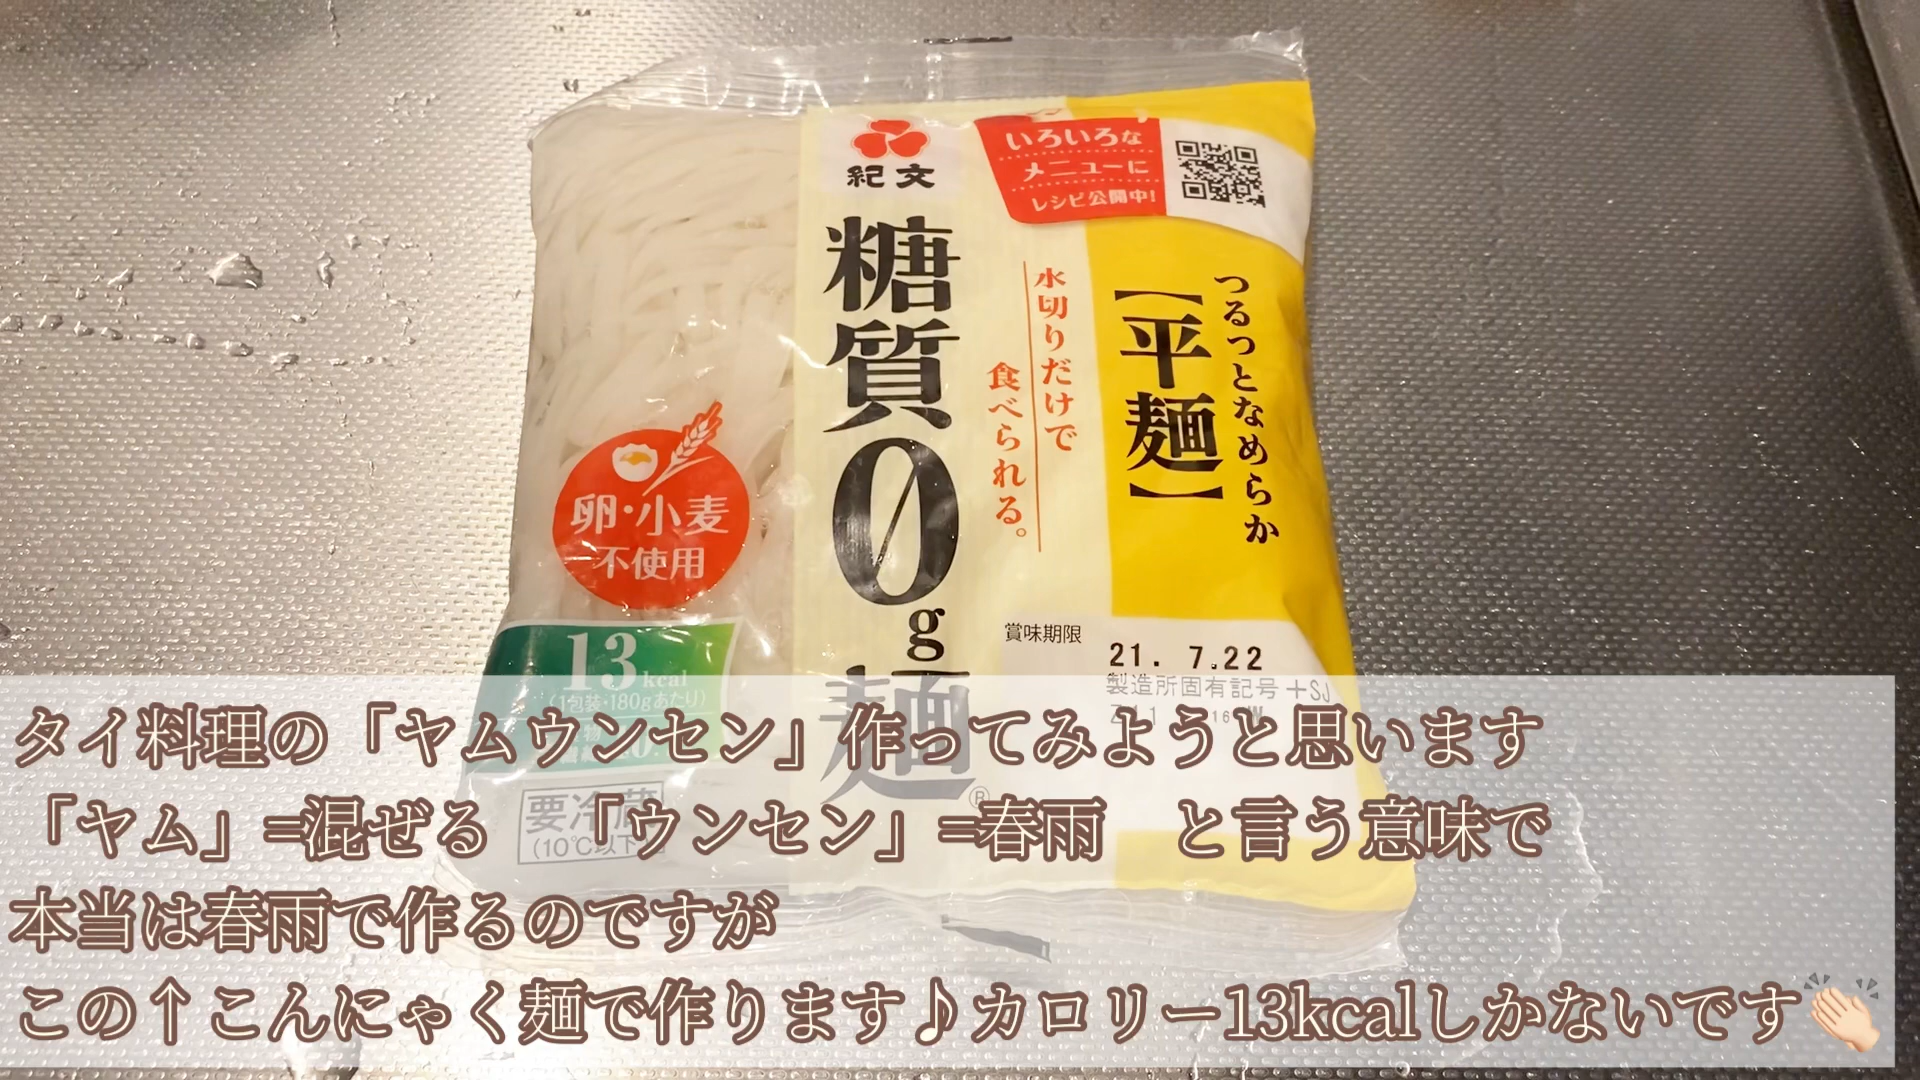 紀文
いろいろな
メニューに
レシピ公開中!
糖質0g麺®
水切りだけで
食べられる。
つるっとなめらか
【平麺】
卵・小麦
不使用
13kcal
(1包装・180gあたり)
賞味期限
21. 7.22
製造所固有記号 +SJ
要冷蔵
タイ料理の「ヤムウンセン」作ってみようと思います
「ヤム」=混ぜる 「ウンセン」=春雨 と言う意味で
本当は春雨で作るのですが
この↑こんにゃく麺で作ります♪カロリー13kcalしかないです👏🏻